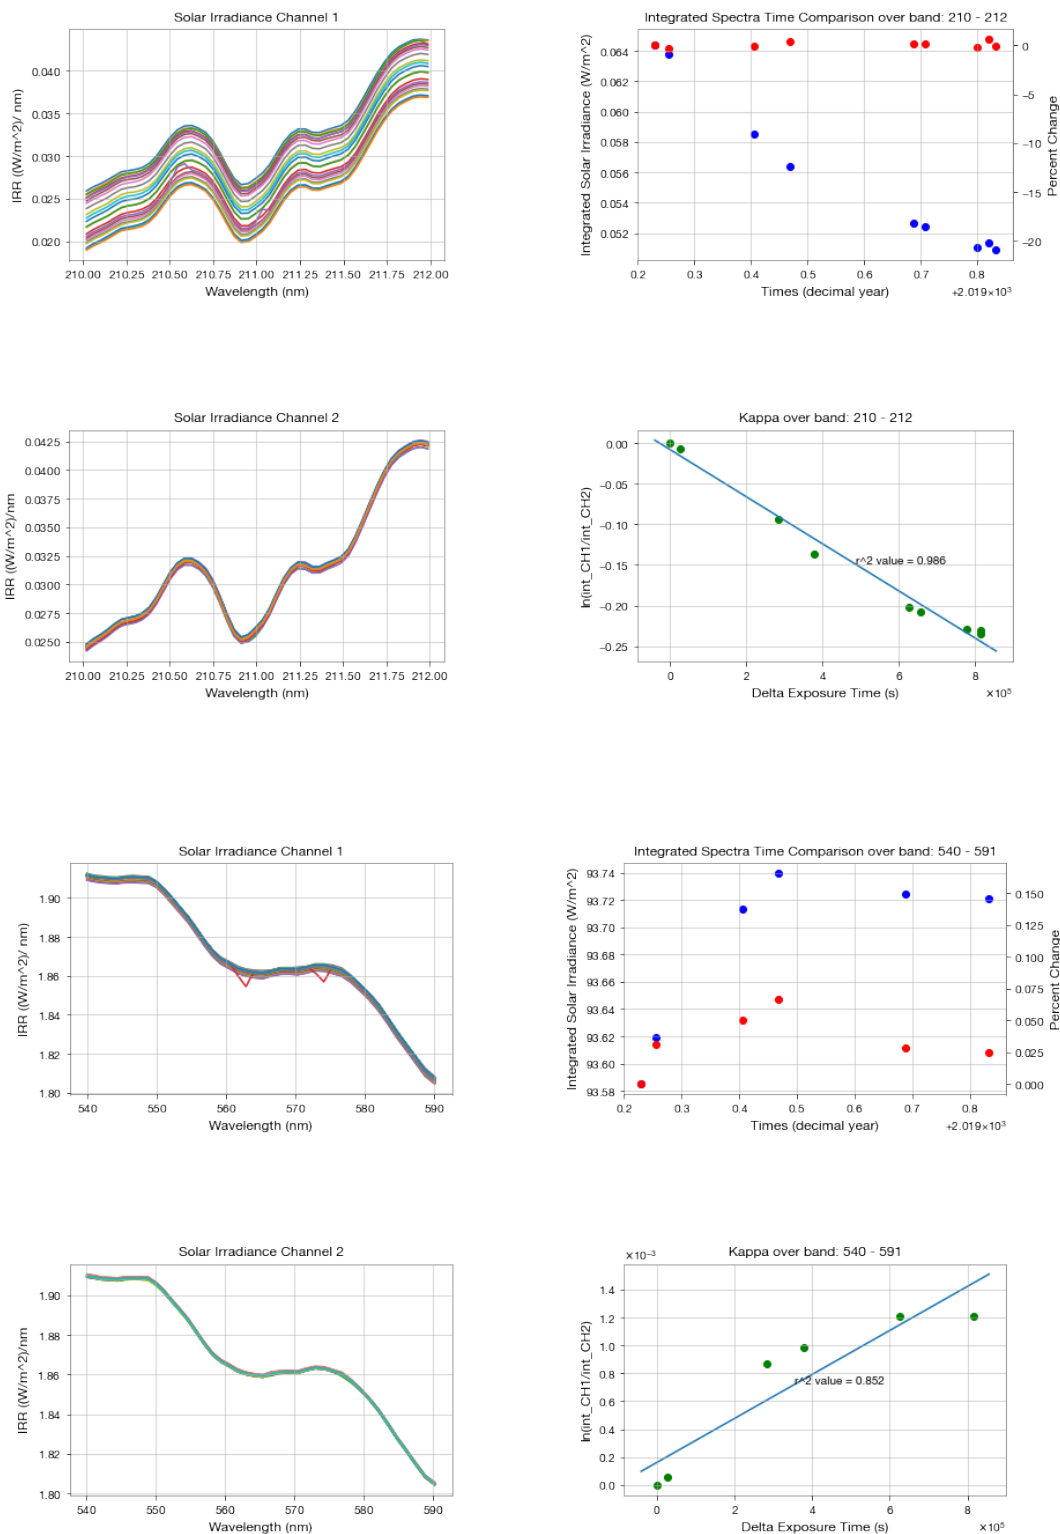 Solar Irradiance Channel 1
IRR ((W/m^2)/ nm)
0.040
0.035
0.030
0.025
0.020
210.00 210.25 210.50 210.75 211.00 211.25 211.50 211.75 212.00
Wavelength (nm)
Integrated Spectra Time Comparison over band: 210 - 212
Integrated Solar Irradiance (W/m^2)
0.064
0.062
0.060
0.058
0.056
0.054
0.052
0
−5
−10
−15
−20
Percent Change
0.2 0.3 0.4 0.5 0.6 0.7 0.8
Times (decimal year)
+2.019×10³
Solar Irradiance Channel 2
IRR ((W/m^2)/nm
0.0425
0.0400
0.0375
0.0350
0.0325
0.0300
0.0275
0.0250
210.00 210.25 210.50 210.75 211.00 211.25 211.50 211.75 212.00
Wavelength (nm)
Kappa over band: 210 - 212
ln(int_CH1/int_CH2)
0.00
−0.05
−0.10
−0.15
−0.20
−0.25
r^2 value = 0.986
0 2 4 6 8
Delta Exposure Time (s)
×10⁵
Solar Irradiance Channel 1
IRR ((W/m^2)/ nm)
1.90
1.88
1.86
1.84
1.82
1.80
540 550 560 570 580 590
Wavelength (nm)
Integrated Spectra Time Comparison over band: 540 - 591
Integrated Solar Irradiance (W/m^2)
93.74
93.72
93.70
93.68
93.66
93.64
93.62
93.60
93.58
0.150
0.125
0.100
0.075
0.050
0.025
0.000
Percent Change
0.2 0.3 0.4 0.5 0.6 0.7 0.8
Times (decimal year)
+2.019×10³
Solar Irradiance Channel 2
IRR ((W/m^2)/nm
1.90
1.88
1.86
1.84
1.82
1.80
540 550 560 570 580 590
Wavelength (nm)
×10⁻³
Kappa over band: 540 - 591
ln(int_CH1/int_CH2)
1.4
1.2
1.0
0.8
0.6
0.4
0.2
0.0
r^2 value = 0.852
0 2 4 6 8
Delta Exposure Time (s)
×10⁵